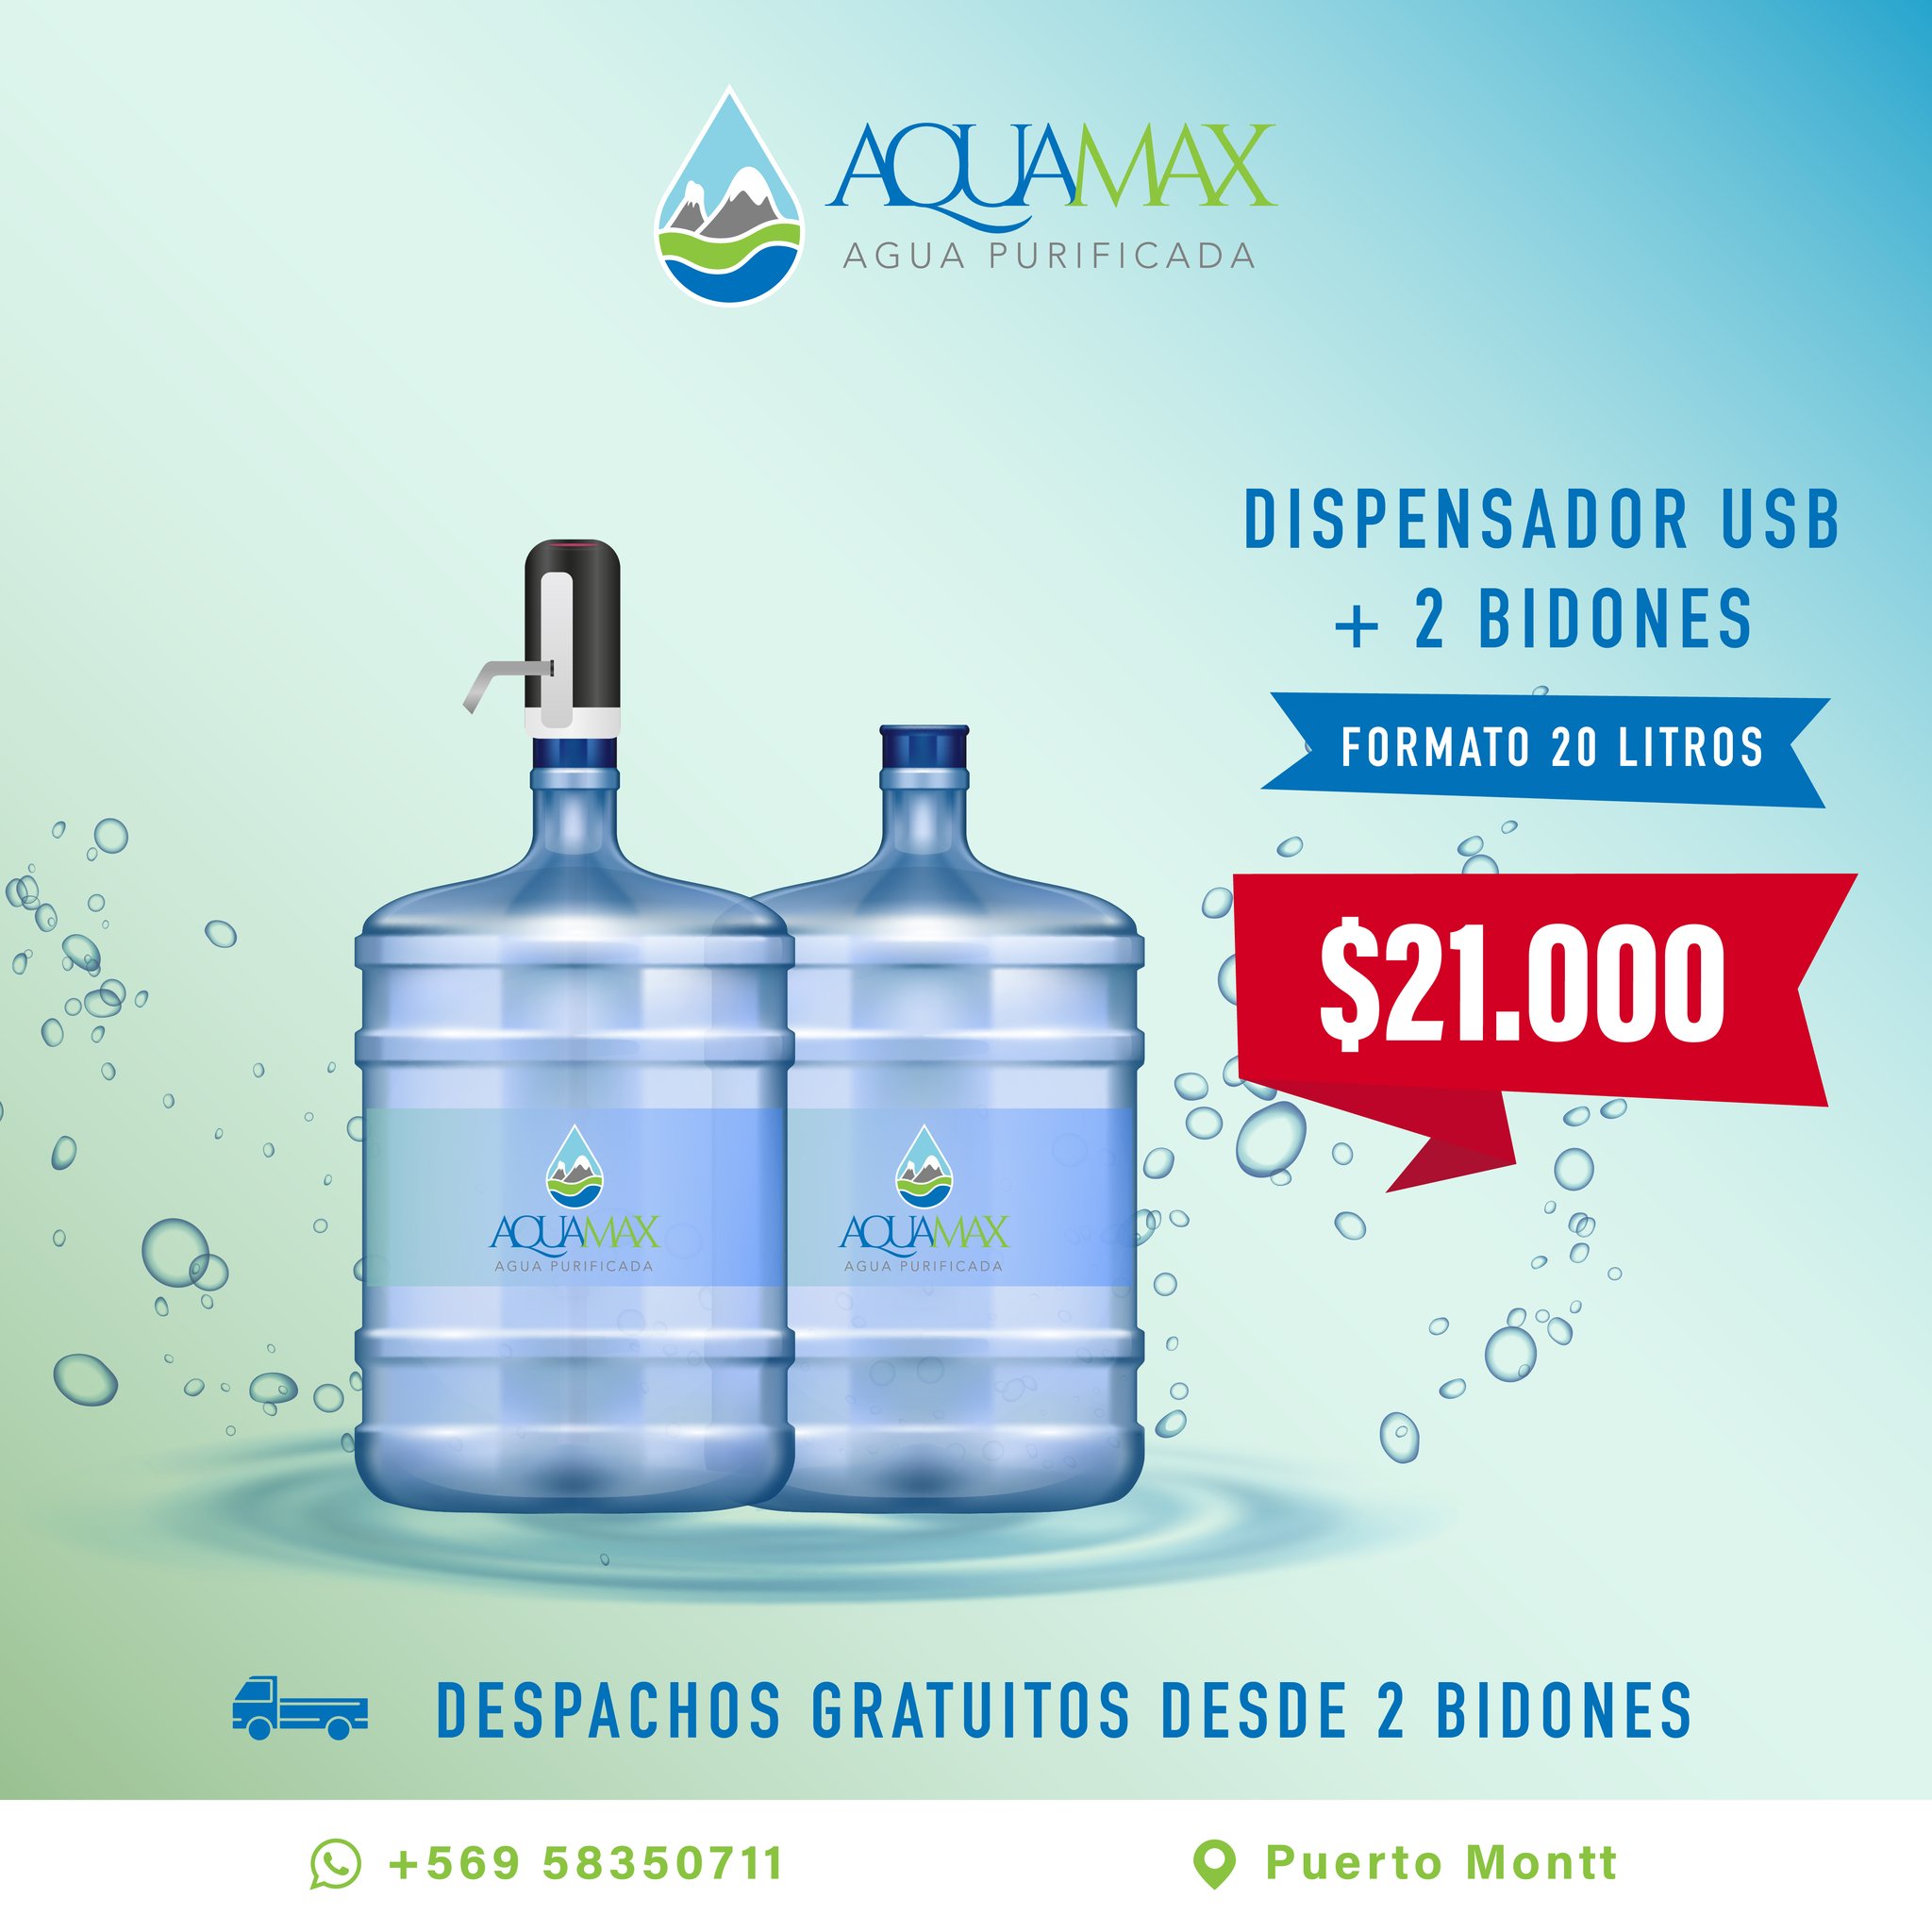 AQUAMAX
AGUA PURIFICADA
DISPENSADOR USB
+ 2 BIDONES
FORMATO 20 LITROS
$21.000
AQUAMAX
AGUA PURIFICADA
AQUAMAX
AGUA PURIFICADA
DESPACHOS GRATUITOS DESDE 2 BIDONES
+569 58350711
Puerto Montt